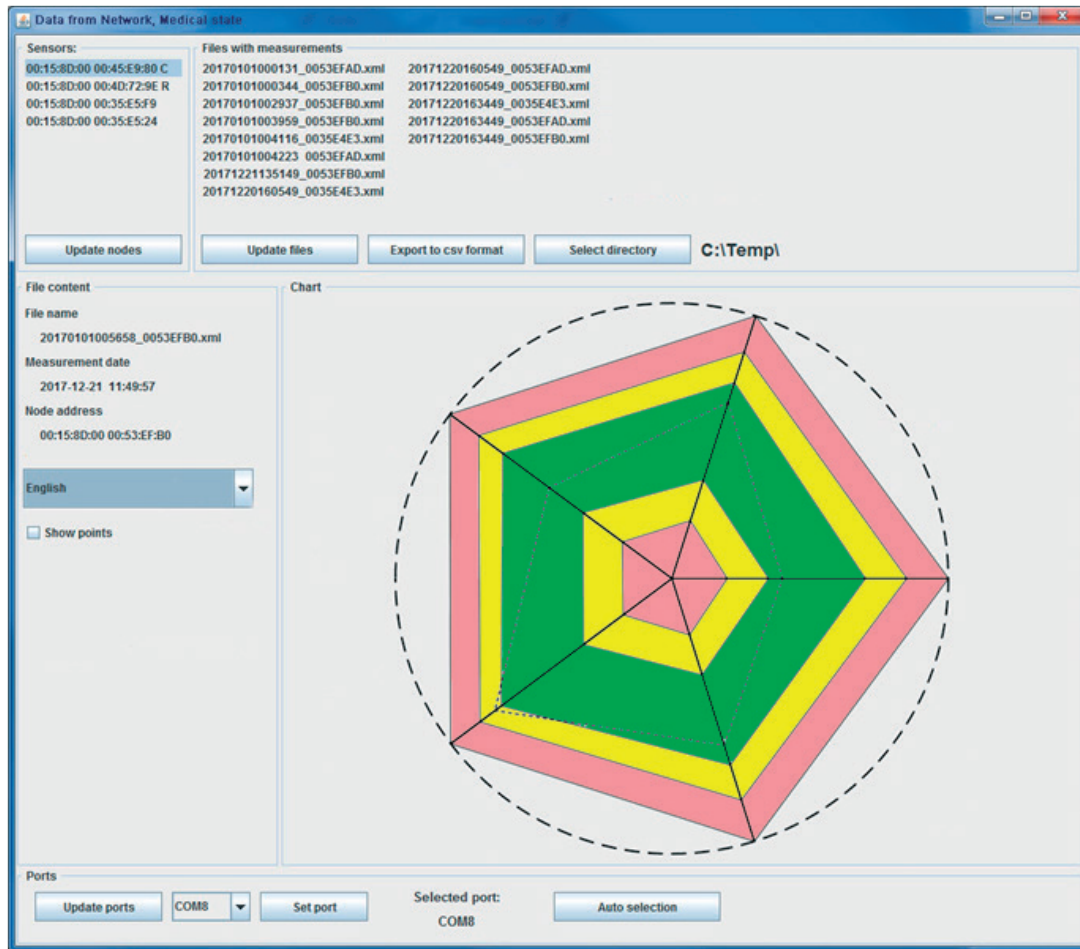 Data from Network, Medical state
Sensors:
00:15:8D:00 00:45:E9:80 C
00:15:8D:00 00:4D:72:9E R
00:15:8D:00 00:35:E5:F9
00:15:8D:00 00:35:E5:24
Update nodes
Files with measurements
20170101000131_0053EFAD.xml
20170101000344_0053EFB0.xml
20170101002937_0053EFB0.xml
20170101003959_0053EFB0.xml
20170101004116_0035E4E3.xml
20170101004223 0053EFAD.xml
20171221135149_0053EFB0.xml
20171220160549_0035E4E3.xml
20171220160549_0053EFAD.xml
20171220160549_0053EFB0.xml
20171220163449_0035E4E3.xml
20171220163449_0053EFAD.xml
20171220163449_0053EFB0.xml
Update files
Export to csv format
Select directory
C:\Temp\
File content
File name
20170101005658_0053EFB0.xml
Measurement date
2017-12-21 11:49:57
Node address
00:15:8D:00 00:53:EF:B0
English
Show points
Chart
Ports
Update ports
COM8
Set port
Selected port:
COM8
Auto selection